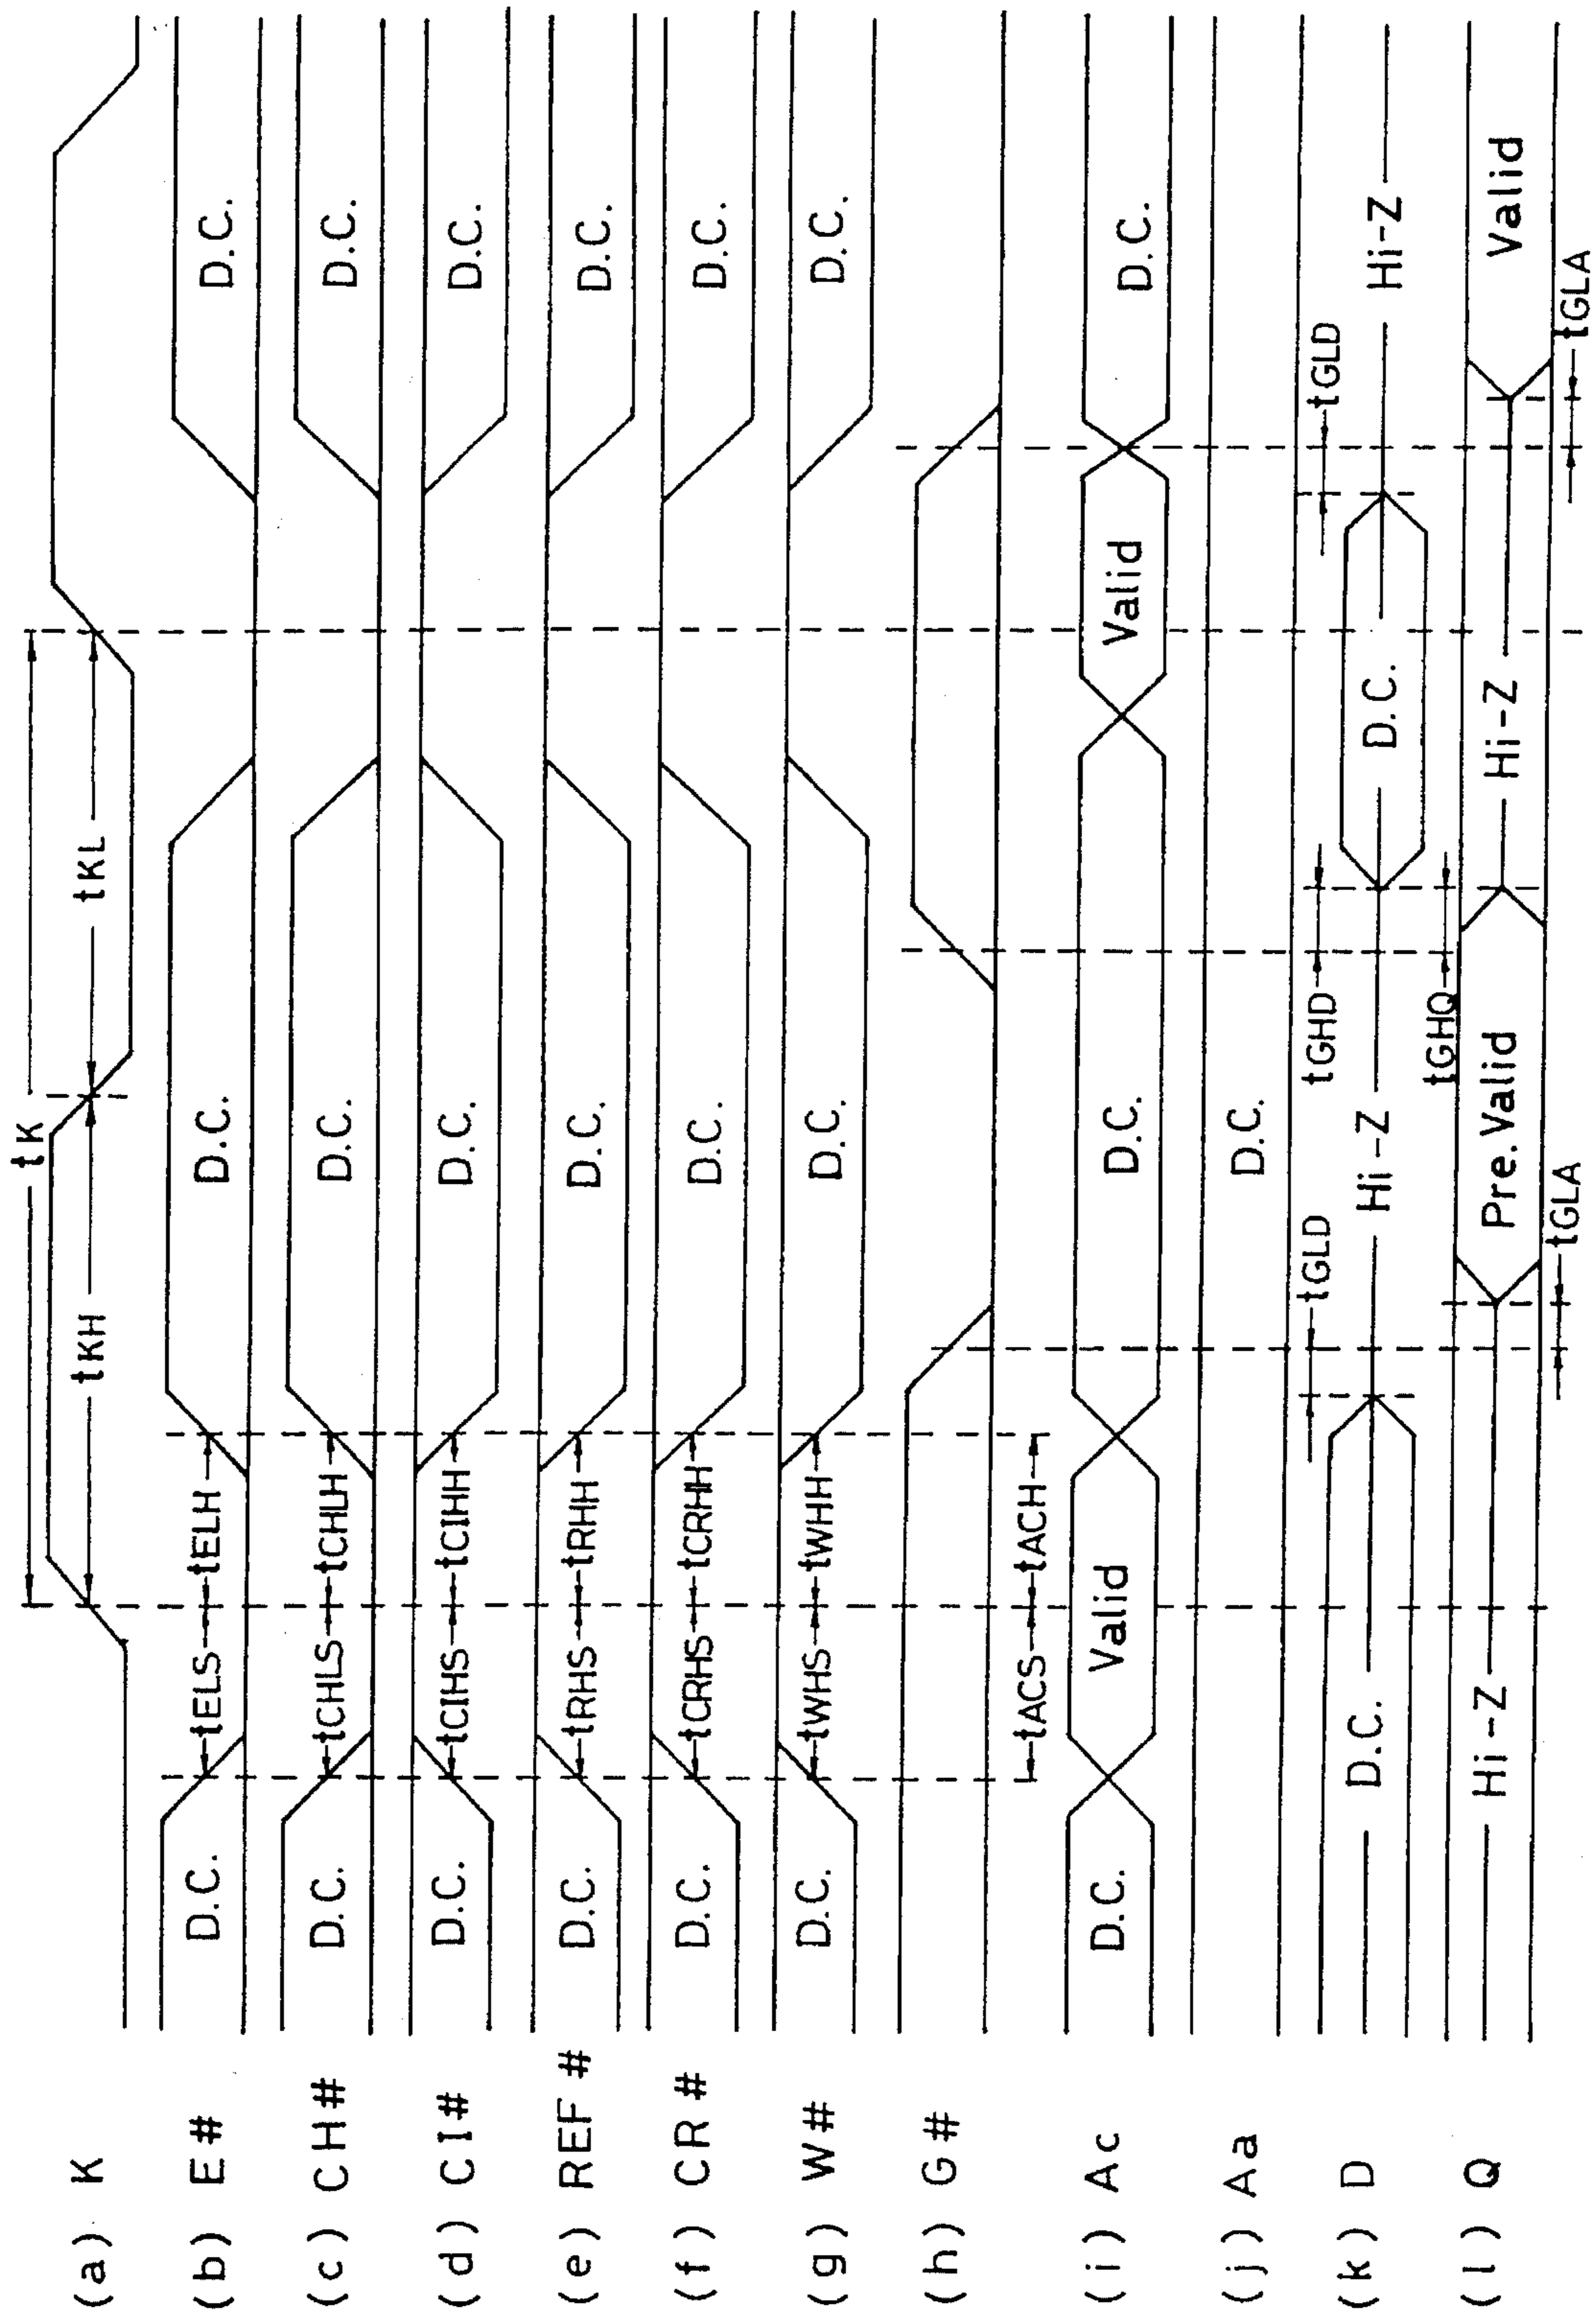 tK
(a) K tKH tKL
(b) E# D.C. tELS tELH D.C. D.C.
(c) CH# D.C. tCHLS tCHLH D.C. D.C.
(d) CI# D.C. tCIHS tCIHH D.C. D.C.
(e) REF# D.C. tRHS tRHH D.C. D.C.
(f) CR# D.C. tCRHS tCRHH D.C. D.C.
(g) W# D.C. tWHS tWHH D.C. D.C.
(h) G#
tACS tACH
(i) Ac D.C. Valid D.C. Valid D.C.
(j) Aa D.C.
tGLD tGHD tGLD
(k) D D.C. Hi-Z D.C. Hi-Z
tGHQ
(l) Q Hi-Z Pre. Valid Hi-Z Valid
tGLA tGLA